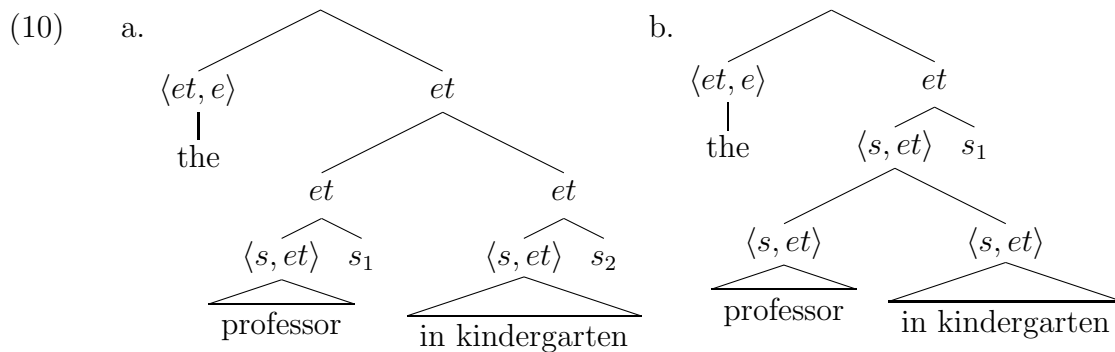 (10) a. b.
⟨et, e⟩ et ⟨et, e⟩ et
the the ⟨s, et⟩ s₁
et et
⟨s, et⟩ s₁ ⟨s, et⟩ s₂ ⟨s, et⟩ ⟨s, et⟩
professor in kindergarten professor in kindergarten